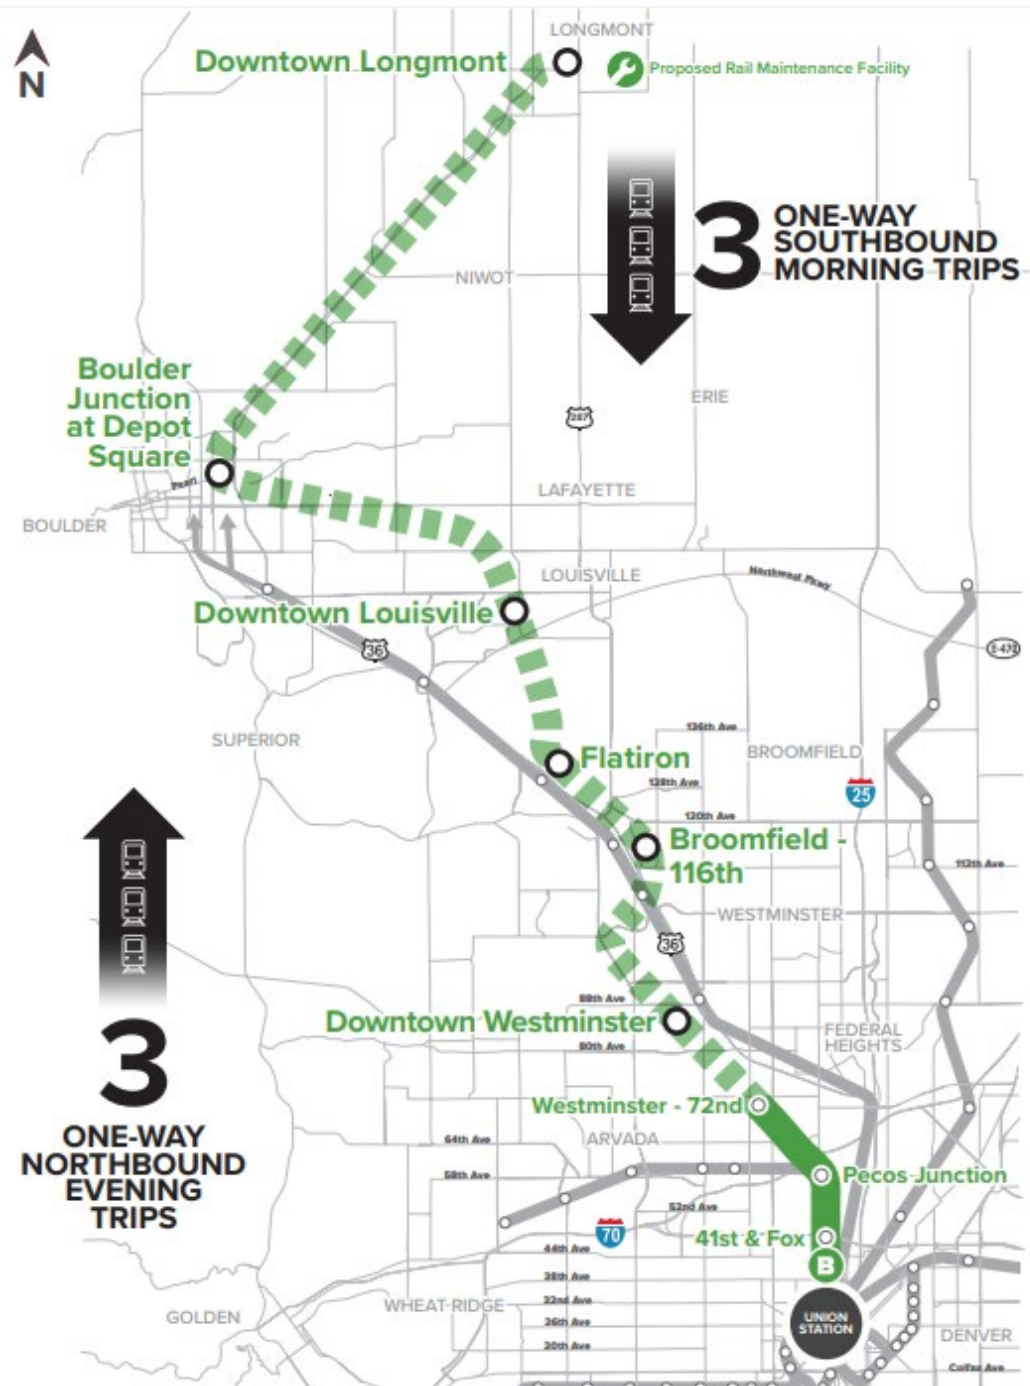 LONGMONT
Downtown Longmont
Proposed Rail Maintenance Facility
N
3
ONE-WAY
SOUTHBOUND
MORNING TRIPS
NIWOT
Boulder
Junction
at Depot
Square
ERIE
287
Pearl
LAFAYETTE
BOULDER
LOUISVILLE
Northwest Pkwy
Downtown Louisville
36
E-470
SUPERIOR
136th Ave
BROOMFIELD
Flatiron
128th Ave
25
120th Ave
Broomfield -
116th
112th Ave
WESTMINSTER
36
88th Ave
Downtown Westminster
FEDERAL
HEIGHTS
80th Ave
3
ONE-WAY
NORTHBOUND
EVENING
TRIPS
Westminster - 72nd
64th Ave
ARVADA
58th Ave
Pecos Junction
52nd Ave
70
41st & Fox
44th Ave
B
38th Ave
WHEAT RIDGE
32nd Ave
GOLDEN
26th Ave
UNION
STATION
20th Ave
DENVER
Colfax Ave